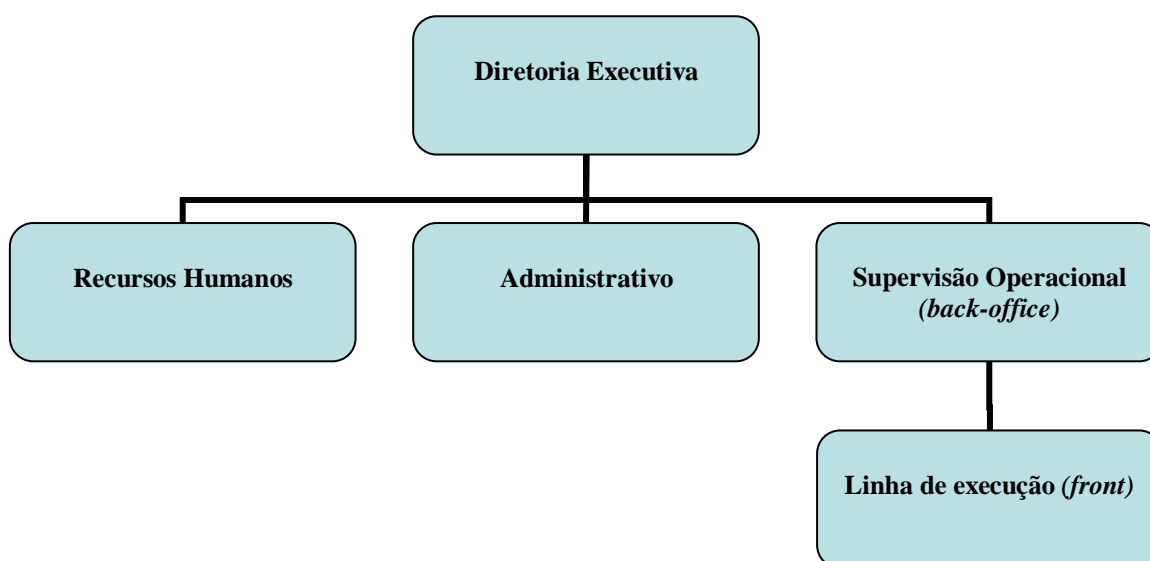 Diretoria Executiva
Recursos Humanos
Administrativo
Supervisão Operacional
(back-office)
Linha de execução (front)